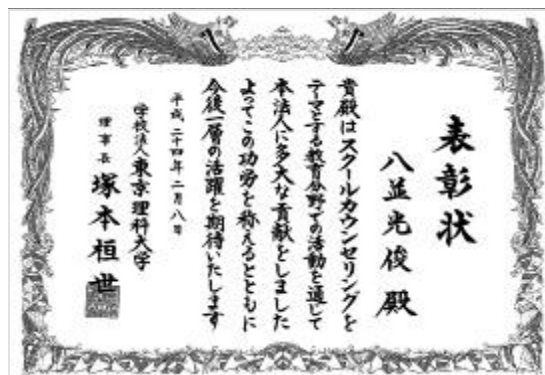 表彰状
八並光俊 殿
貴殿はスクールカウンセリングを
テーマとする教育分野での活動を通じて
本法人に多大な貢献をしました
よってこの功労を称えるとともに
今後一層の活躍を期待いたします
平成二十四年二月八日
学校法人 東京理科大学
理事長 塚本桓世